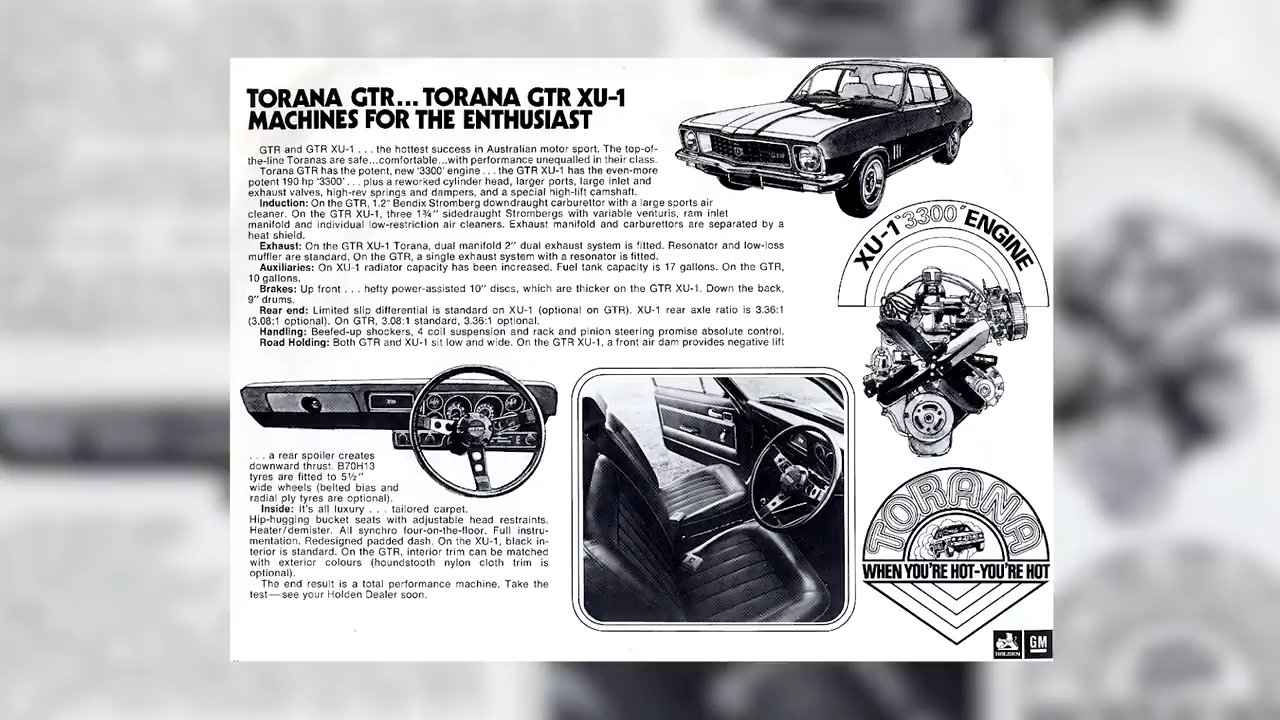 TORANA GTR...TORANA GTR XU-1
MACHINES FOR THE ENTHUSIAST
GTR and GTR XU-1 . . . the hottest success in Australian motor sport. The top-of-
the-line Toranas are safe...comfortable...with performance unequalled in their class.
Torana GTR has the potent, new '3300' engine . . . the GTR XU-1 has the even-more
potent 190 hp '3300' . . . plus a reworked cylinder head, larger ports, large inlet and
exhaust valves, high-rev springs and dampers, and a special high-lift camshaft.
Induction: On the GTR, 1.2" Bendix Stromberg downdraught carburettor with a large sports air
cleaner. On the GTR XU-1, three 1¾" sidedraught Strombergs with variable venturis, ram inlet
manifold and individual low-restriction air cleaners. Exhaust manifold and carburettors are separated by a
heat shield.
Exhaust: On the GTR XU-1 Torana, dual manifold 2" dual exhaust system is fitted. Resonator and low-loss
muffler are standard. On the GTR, a single exhaust system with a resonator is fitted.
Auxiliaries: On XU-1 radiator capacity has been increased. Fuel tank capacity is 17 gallons. On the GTR,
10 gallons.
Brakes: Up front . . . hefty power-assisted 10" discs, which are thicker on the GTR XU-1. Down the back,
9" drums.
Rear end: Limited slip differential is standard on XU-1 (optional on GTR). XU-1 rear axle ratio is 3.36:1
(3.08:1 optional). On GTR, 3.08:1 standard, 3.36:1 optional.
Handling: Beefed-up shockers, 4 coil suspension and rack and pinion steering promise absolute control.
Road Holding: Both GTR and XU-1 sit low and wide. On the GTR XU-1, a front air dam provides negative lift
. . . a rear spoiler creates
downward thrust. B70H13
tyres are fitted to 5½"
wide wheels (belted bias and
radial ply tyres are optional).
Inside: It's all luxury . . . tailored carpet.
Hip-hugging bucket seats with adjustable head restraints.
Heater/demister. All synchro four-on-the-floor. Full instru-
mentation. Redesigned padded dash. On the XU-1, black in-
terior is standard. On the GTR, interior trim can be matched
with exterior colours (houndstooth nylon cloth trim is
optional).
The end result is a total performance machine. Take the
test—see your Holden Dealer soon.
GTR
XU-1 '3300' ENGINE
TORANA
WHEN YOU'RE HOT-YOU'RE HOT
HOLDEN
GM